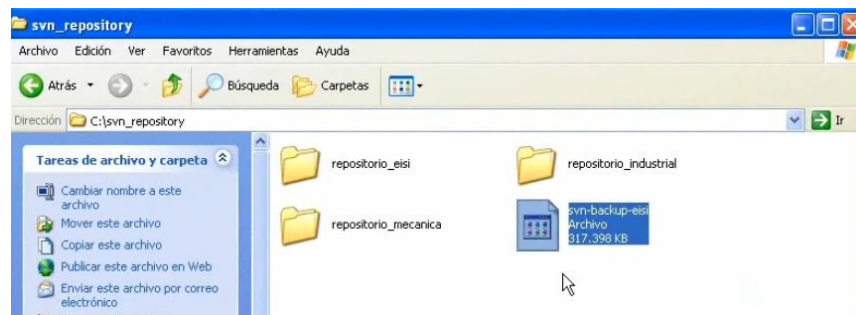 svn_repository
Archivo Edición Ver Favoritos Herramientas Ayuda
Atrás Búsqueda Carpetas
Dirección C:\svn_repository Ir
Tareas de archivo y carpeta
Cambiar nombre a este
archivo
Mover este archivo
Copiar este archivo
Publicar este archivo en Web
Enviar este archivo por correo
electrónico
repositorio_eisi
repositorio_industrial
repositorio_mecanica
svn-backup-eisi
Archivo
317.398 KB